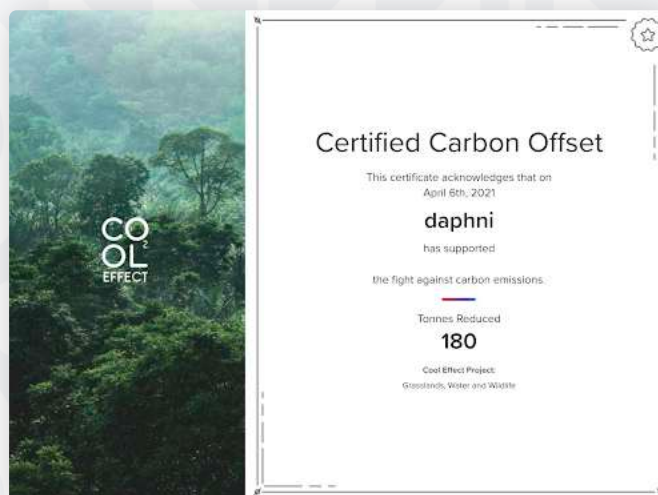 CO2
OL
EFFECT
Certified Carbon Offset
This certificate acknowledges that on
April 6th, 2021
daphni
has supported
the fight against carbon emissions.
Tonnes Reduced
180
Cool Effect Project:
Grasslands, Water and Wildlife